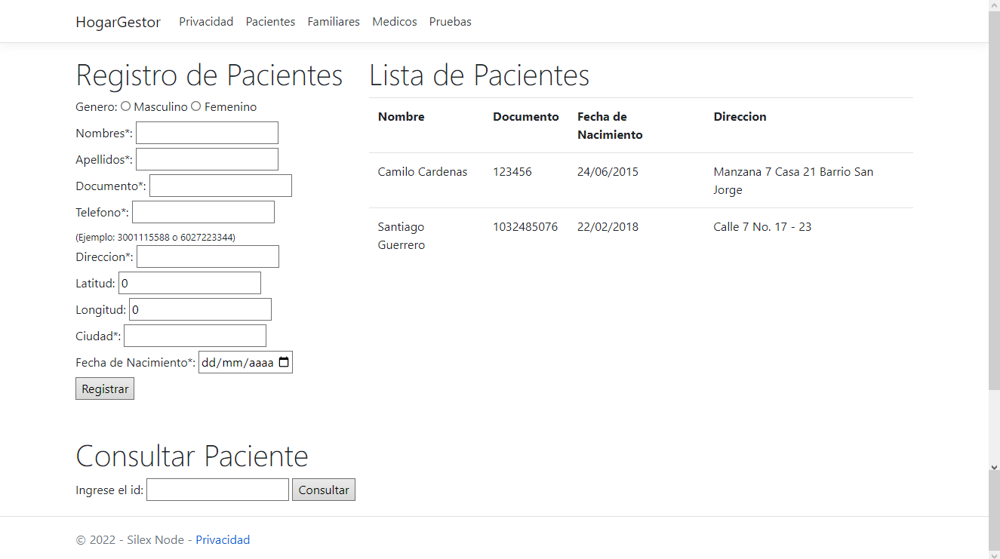 HogarGestor Privacidad Pacientes Familiares Medicos Pruebas
Registro de Pacientes
Genero: Masculino Femenino
Nombres*:
Apellidos*:
Documento*:
Telefono*:
(Ejemplo: 3001115588 o 6027223344)
Direccion*:
Latitud: 0
Longitud: 0
Ciudad*:
Fecha de Nacimiento*: dd/mm/aaaa
Registrar
Consultar Paciente
Ingrese el id: Consultar
Lista de Pacientes
Nombre Documento Fecha de Direccion
Nacimiento
Camilo Cardenas 123456 24/06/2015 Manzana 7 Casa 21 Barrio San
Jorge
Santiago 1032485076 22/02/2018 Calle 7 No. 17 - 23
Guerrero
© 2022 - Silex Node - Privacidad